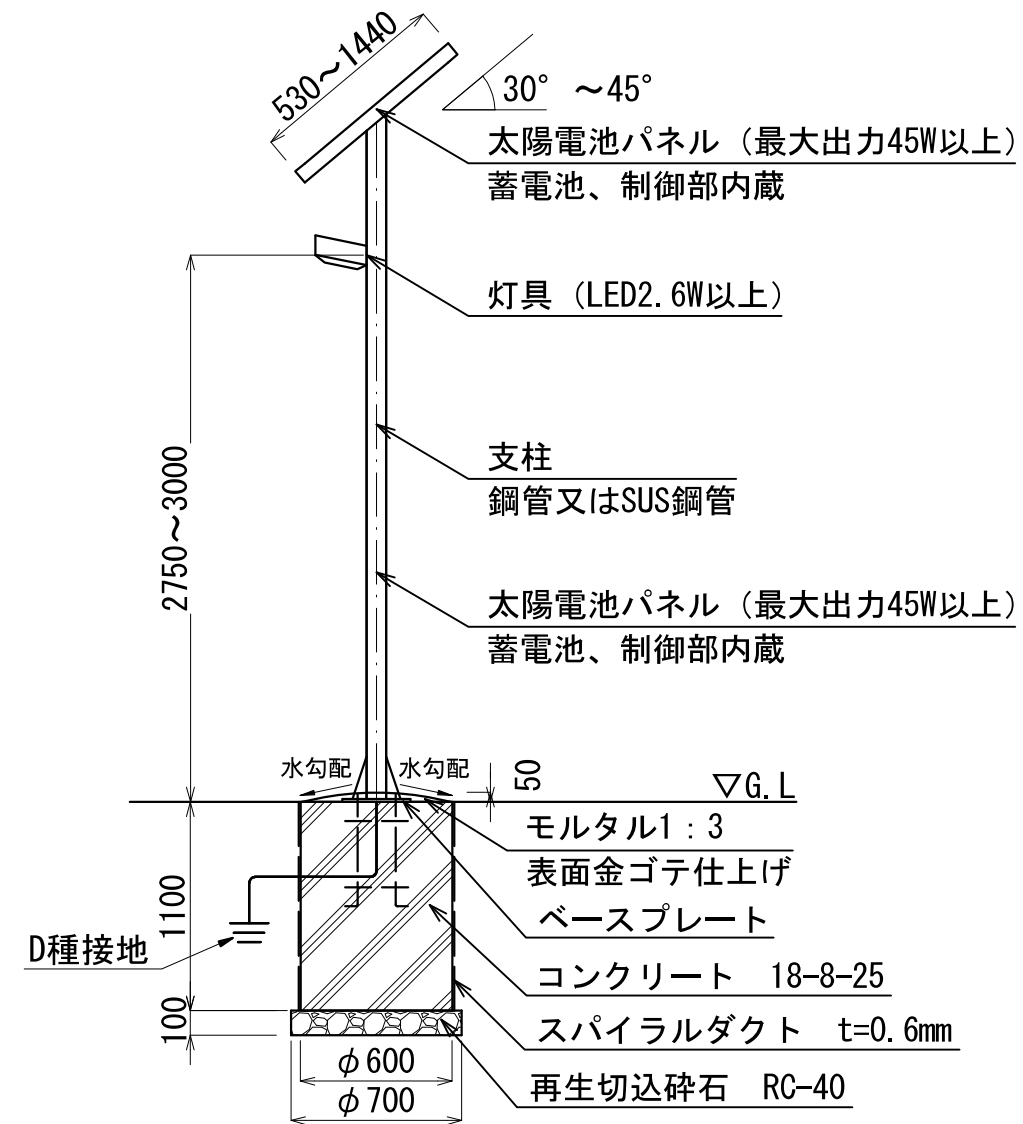 530～1440
30° ～45°
太陽電池パネル（最大出力45W以上）
蓄電池、制御部内蔵
灯具（LED2.6W以上）
支柱
鋼管又はSUS鋼管
2750～3000
太陽電池パネル（最大出力45W以上）
蓄電池、制御部内蔵
水勾配
水勾配
50
▽G.L
モルタル1：3
表面金ゴテ仕上げ
1100
ベースプレート
D種接地
コンクリート 18-8-25
100
スパイラルダクト t=0.6mm
φ600
再生切込砕石 RC-40
φ700